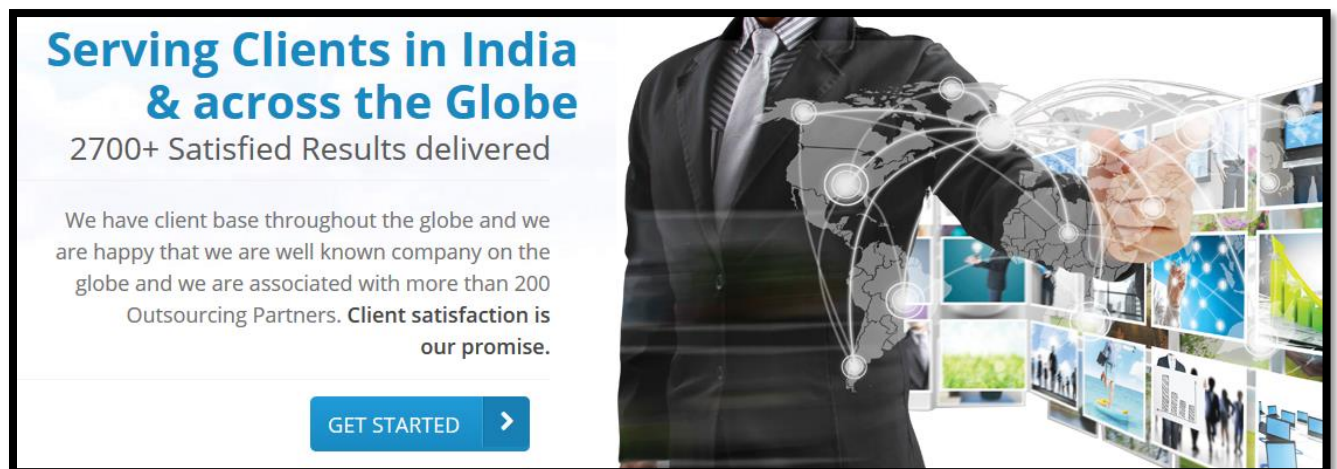 Serving Clients in India
& across the Globe
2700+ Satisfied Results delivered
We have client base throughout the globe and we
are happy that we are well known company on the
globe and we are associated with more than 200
Outsourcing Partners. Client satisfaction is
our promise.
GET STARTED